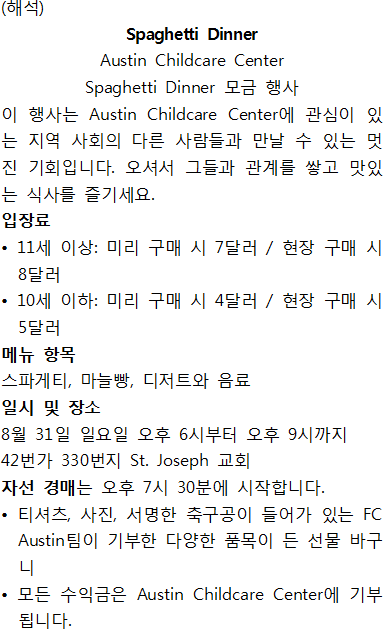 (해석)
Spaghetti Dinner
Austin Childcare Center
Spaghetti Dinner 모금 행사
이 행사는 Austin Childcare Center에 관심이 있
는 지역 사회의 다른 사람들과 만날 수 있는 멋
진 기회입니다. 오셔서 그들과 관계를 쌓고 맛있
는 식사를 즐기세요.
입장료
• 11세 이상: 미리 구매 시 7달러 / 현장 구매 시
8달러
• 10세 이하: 미리 구매 시 4달러 / 현장 구매 시
5달러
메뉴 항목
스파게티, 마늘빵, 디저트와 음료
일시 및 장소
8월 31일 일요일 오후 6시부터 오후 9시까지
42번가 330번지 St. Joseph 교회
자선 경매는 오후 7시 30분에 시작합니다.
• 티셔츠, 사진, 서명한 축구공이 들어가 있는 FC
Austin팀이 기부한 다양한 품목이 든 선물 바구
니
• 모든 수익금은 Austin Childcare Center에 기부
됩니다.